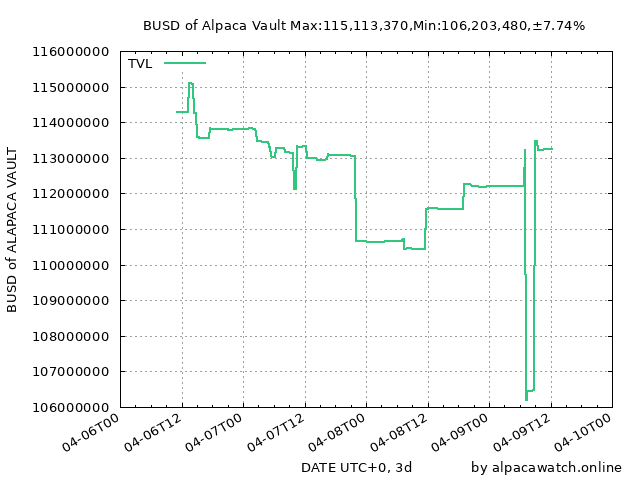 BUSD of Alpaca Vault Max:115,113,370,Min:106,203,480,±7.74%
TVL
116000000
115000000
114000000
113000000
112000000
111000000
110000000
109000000
108000000
107000000
106000000
BUSD of ALAPACA VAULT
04-06T00 04-06T12 04-07T00 04-07T12 04-08T00 04-08T12 04-09T00 04-09T12 04-10T00
DATE UTC+0, 3d by alpacawatch.online